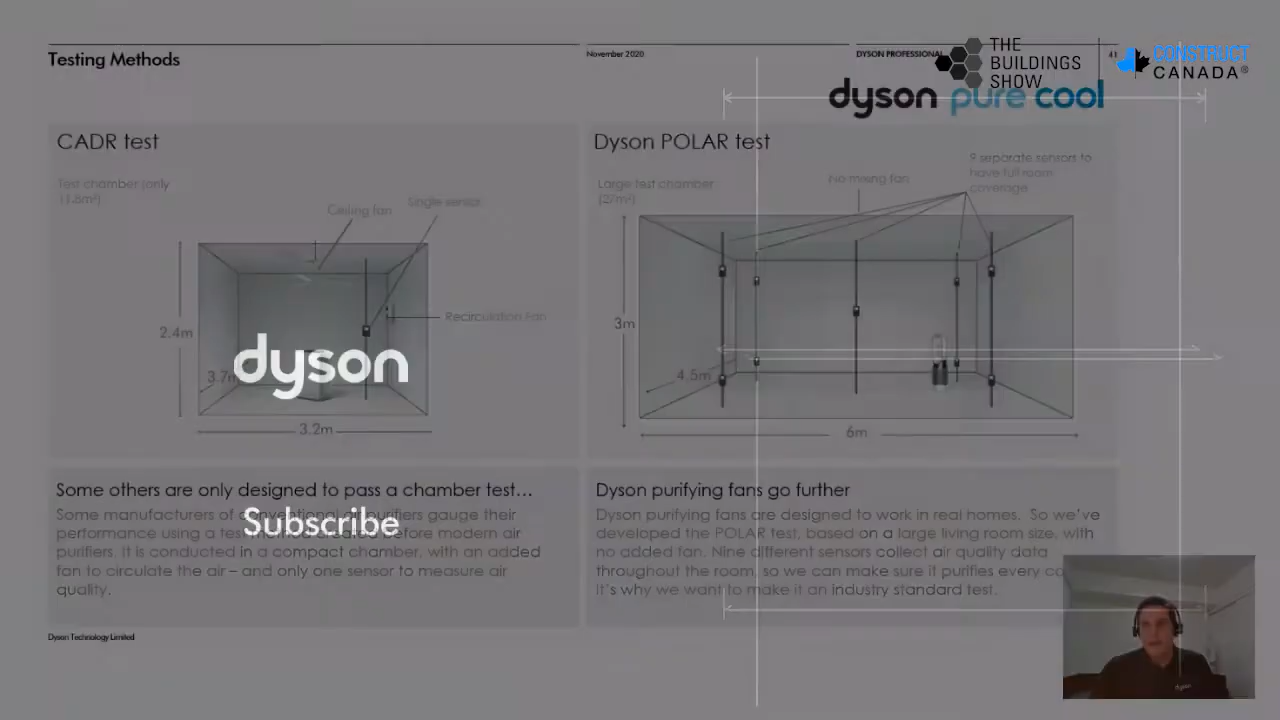 Testing Methods
November 2020
DYSON PROFESSIONAL
41
THE
BUILDINGS
SHOW
CONSTRUCT
CANADA®
dyson pure cool
CADR test
Test chamber (only
Ceiling fan
Single sensor
Recirculation Fan
2.4m
3.7m
3.2m
dyson
Dyson POLAR test
Large test chamber
(27m²)
No mixing fan
9 separate sensors to
have full room
coverage
3m
4.5m
6m
Some others are only designed to pass a chamber test…
Some manufacturers of conventional air purifiers gauge their
performance using a test method created before modern air
purifiers. It is conducted in a compact chamber, with an added
fan to circulate the air – and only one sensor to measure air
quality.
Subscribe
Dyson purifying fans go further
Dyson purifying fans are designed to work in real homes. So we've
developed the POLAR test, based on a large living room size, with
no added fan. Nine different sensors collect air quality data
throughout the room, so we can make sure it purifies every
It's why we want to make it an industry standard test.
Dyson Technology Limited
dyson